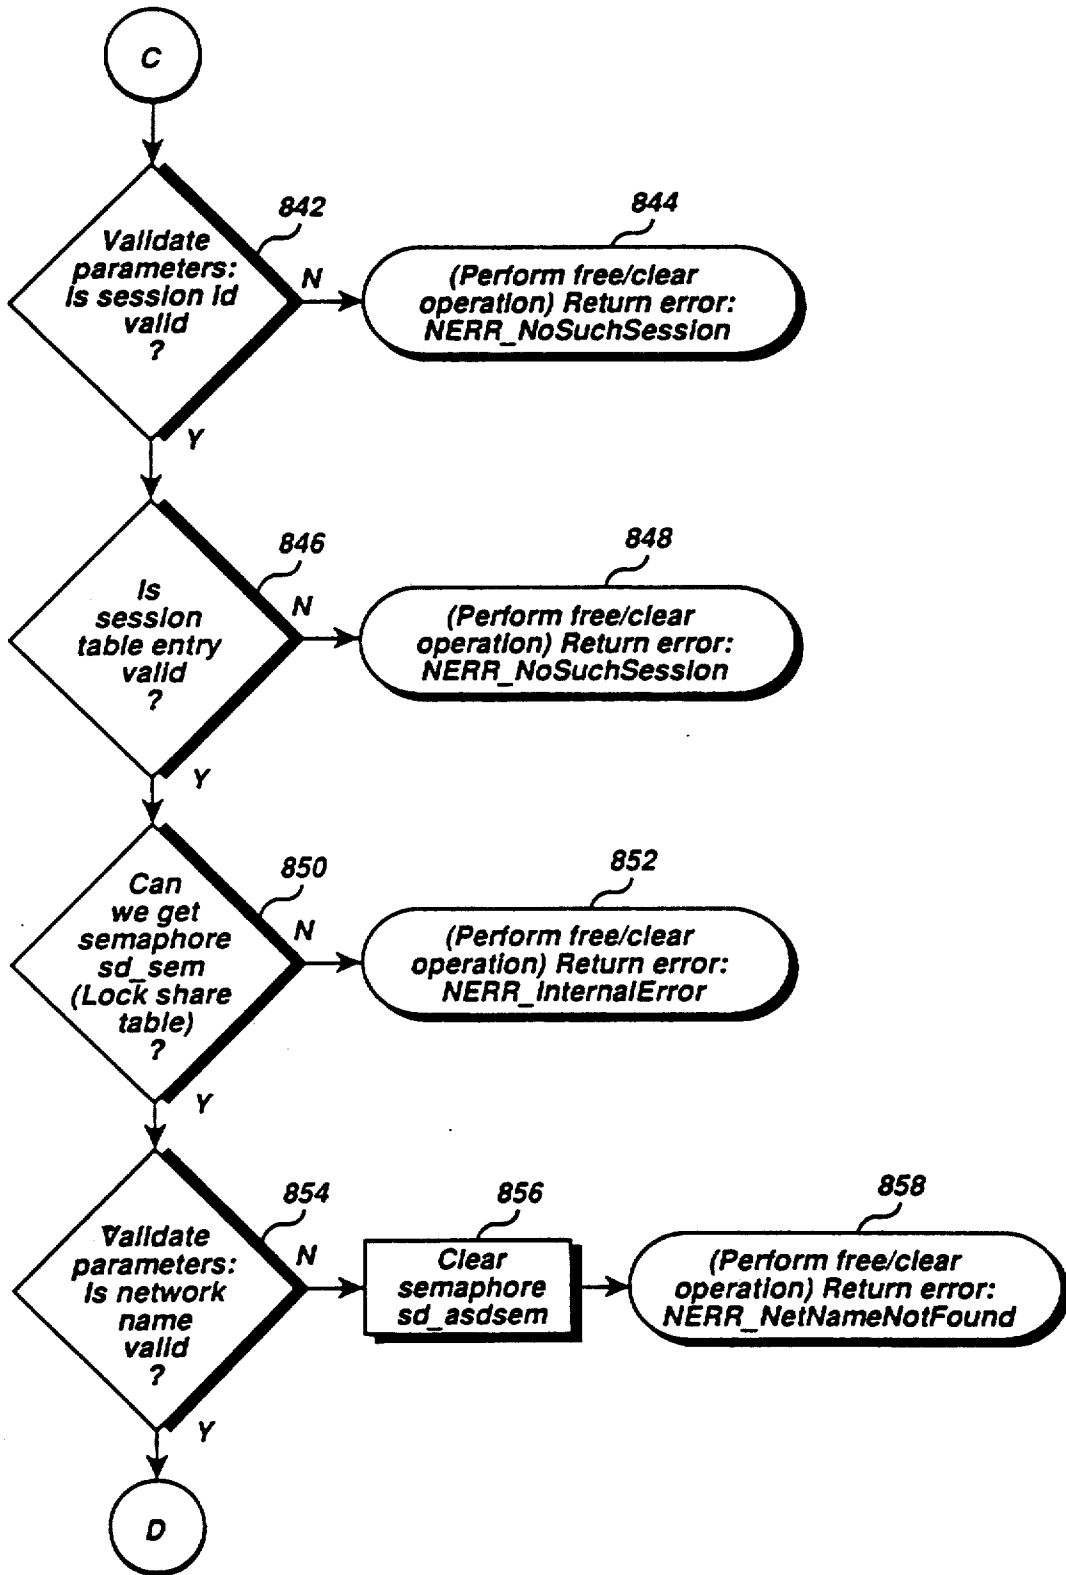 C
842
Validate
parameters:
Is session id
valid
?
N
Y
844
(Perform free/clear
operation) Return error:
NERR_NoSuchSession
846
Is
session
table entry
valid
?
N
Y
848
(Perform free/clear
operation) Return error:
NERR_NoSuchSession
850
Can
we get
semaphore
sd_sem
(Lock share
table)
?
N
Y
852
(Perform free/clear
operation) Return error:
NERR_InternalError
854
Validate
parameters:
Is network
name
valid
?
N
Y
856
Clear
semaphore
sd_asdsem
858
(Perform free/clear
operation) Return error:
NERR_NetNameNotFound
D